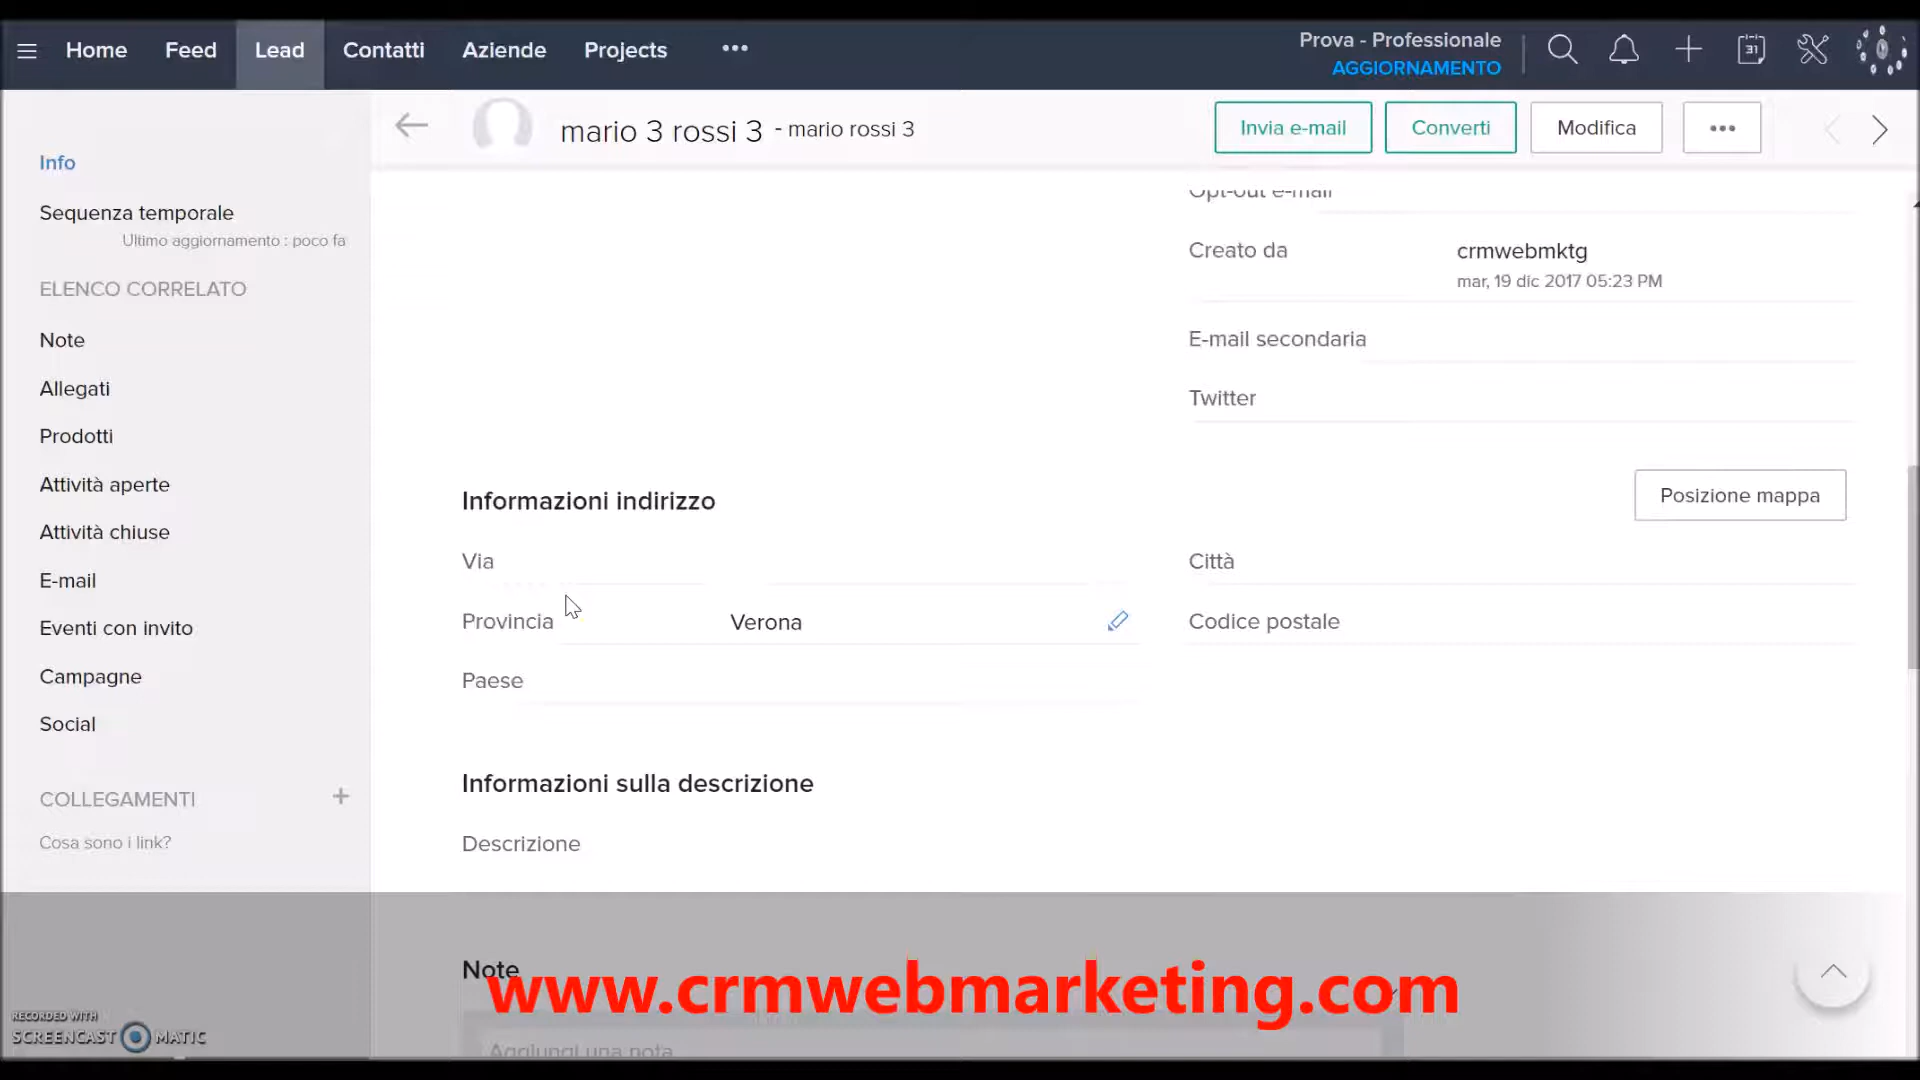 Home Feed Lead Contatti Aziende Projects •••
Prova - Professionale
AGGIORNAMENTO
31
mario 3 rossi 3 - mario rossi 3
Invia e-mail Converti Modifica •••
Info
Sequenza temporale
Ultimo aggiornamento : poco fa
ELENCO CORRELATO
Note
Allegati
Prodotti
Attività aperte
Attività chiuse
E-mail
Eventi con invito
Campagne
Social
COLLEGAMENTI +
Cosa sono i link?
Opt-out e-mail
Creato da crmwebmktg
mar, 19 dic 2017 05:23 PM
E-mail secondaria
Twitter
Informazioni indirizzo
Posizione mappa
Via
Città
Provincia Verona
Codice postale
Paese
Informazioni sulla descrizione
Descrizione
Note
www.crmwebmarketing.com
Aggiungi una nota
RECORDED WITH
SCREENCAST MATIC